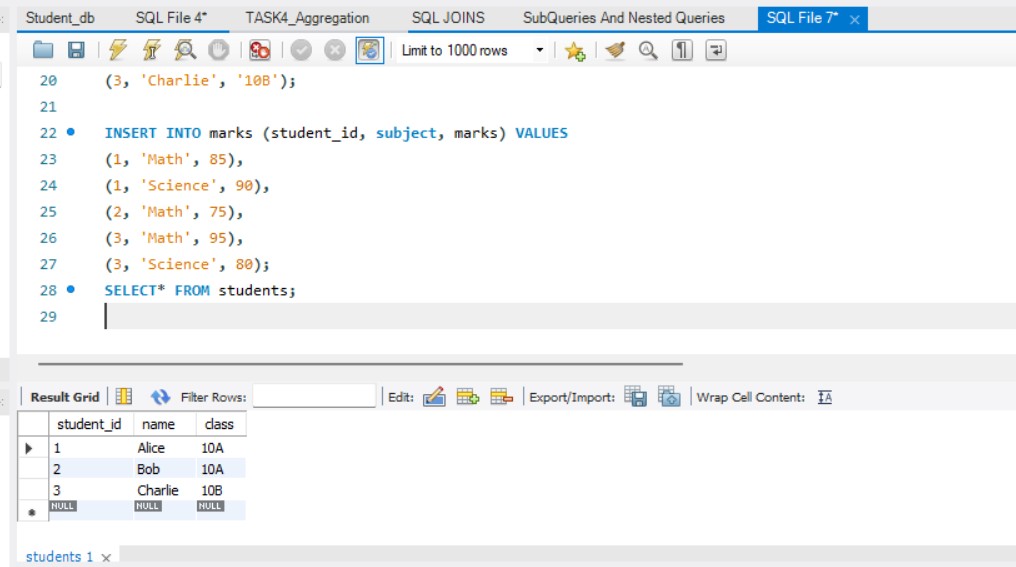 Student_db SQL File 4* TASK4_Aggregation SQL JOINS SubQueries And Nested Queries SQL File 7* ×
Limit to 1000 rows
20 (3, 'Charlie', '10B');
21
22 INSERT INTO marks (student_id, subject, marks) VALUES
23 (1, 'Math', 85),
24 (1, 'Science', 90),
25 (2, 'Math', 75),
26 (3, 'Math', 95),
27 (3, 'Science', 80);
28 SELECT* FROM students;
29
Result Grid Filter Rows: Edit: Export/Import: Wrap Cell Content: IA
student_id name class
1 Alice 10A
2 Bob 10A
3 Charlie 10B
NULL NULL NULL
students 1 ×